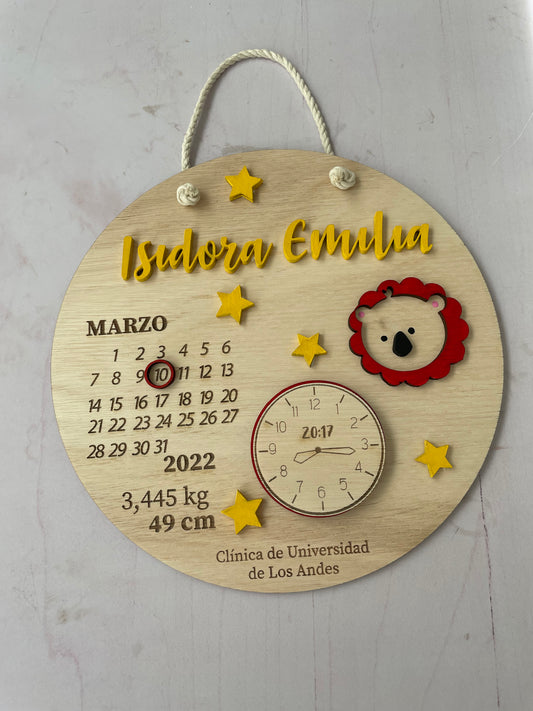 Isidora Emilia
MARZO
1 2 3 4 5 6
7 8 9 10 11 12 13
14 15 16 17 18 19 20
21 22 23 24 25 26 27
28 29 30 31
2022
3,445 kg
49 cm
12
11 1
10 2
20:17
9 3
8 4
7 5
6
Clínica de Universidad
de Los Andes